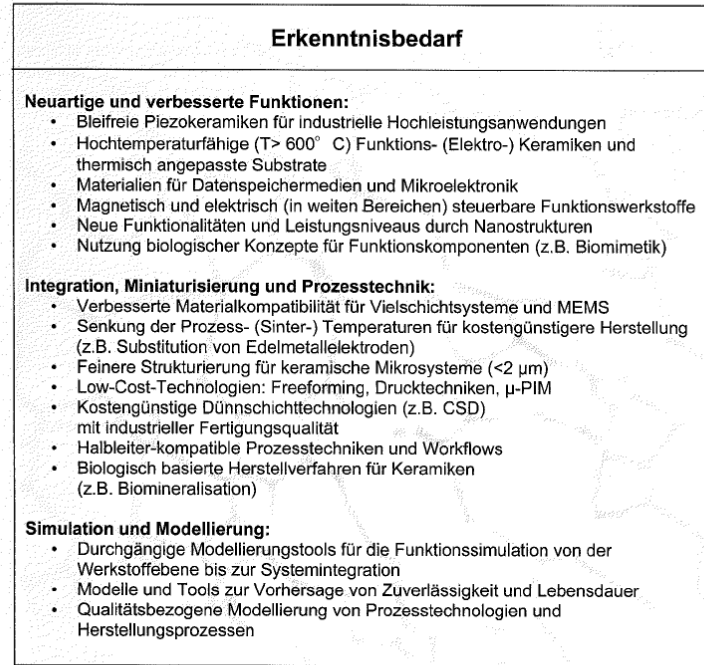 Erkenntnisbedarf
Neuartige und verbesserte Funktionen:
• Bleifreie Piezokeramiken für industrielle Hochleistungsanwendungen
• Hochtemperaturfähige (T> 600° C) Funktions- (Elektro-) Keramiken und
thermisch angepasste Substrate
• Materialien für Datenspeichermedien und Mikroelektronik
• Magnetisch und elektrisch (in weiten Bereichen) steuerbare Funktionswerkstoffe
• Neue Funktionalitäten und Leistungsniveaus durch Nanostrukturen
• Nutzung biologischer Konzepte für Funktionskomponenten (z.B. Biomimetik)
Integration, Miniaturisierung und Prozesstechnik:
• Verbesserte Materialkompatibilität für Vielschichtsysteme und MEMS
• Senkung der Prozess- (Sinter-) Temperaturen für kostengünstigere Herstellung
(z.B. Substitution von Edelmetallelektroden)
• Feinere Strukturierung für keramische Mikrosysteme (<2 µm)
• Low-Cost-Technologien: Freeforming, Drucktechniken, µ-PIM
• Kostengünstige Dünnschichttechnologien (z.B. CSD)
mit industrieller Fertigungsqualität
• Halbleiter-kompatible Prozesstechniken und Workflows
• Biologisch basierte Herstellverfahren für Keramiken
(z.B. Biomineralisation)
Simulation und Modellierung:
• Durchgängige Modellierungstools für die Funktionssimulation von der
Werkstoffebene bis zur Systemintegration
• Modelle und Tools zur Vorhersage von Zuverlässigkeit und Lebensdauer
• Qualitätsbezogene Modellierung von Prozesstechnologien und
Herstellungsprozessen